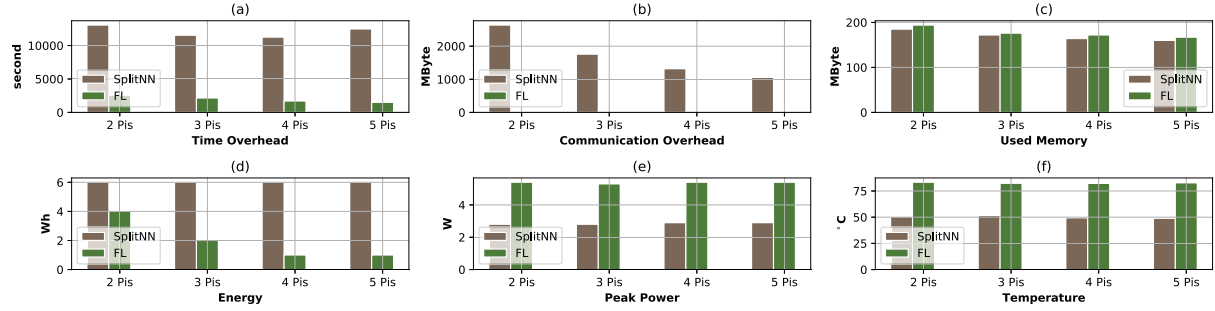 (a)
second
10000
5000
0
SplitNN
FL
2 Pis 3 Pis 4 Pis 5 Pis
Time Overhead
(b)
MByte
2000
1000
0
SplitNN
FL
2 Pis 3 Pis 4 Pis 5 Pis
Communication Overhead
(c)
MByte
200
100
0
SplitNN
FL
2 Pis 3 Pis 4 Pis 5 Pis
Used Memory
(d)
Wh
6
4
2
0
SplitNN
FL
2 Pis 3 Pis 4 Pis 5 Pis
Energy
(e)
W
4
2
0
SplitNN
FL
2 Pis 3 Pis 4 Pis 5 Pis
Peak Power
(f)
°C
75
50
25
0
SplitNN
FL
2 Pis 3 Pis 4 Pis 5 Pis
Temperature